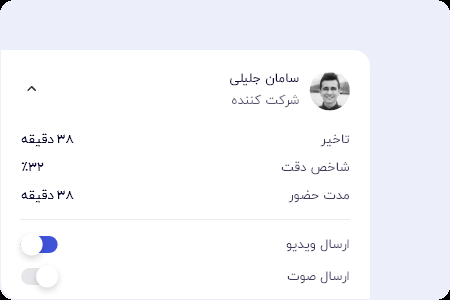 سامان جلیلی
شرکت کننده
تاخیر ۳۸ دقیقه
شاخص دقت ۳۲٪
مدت حضور ۳۸ دقیقه
ارسال ویدیو
ارسال صوت